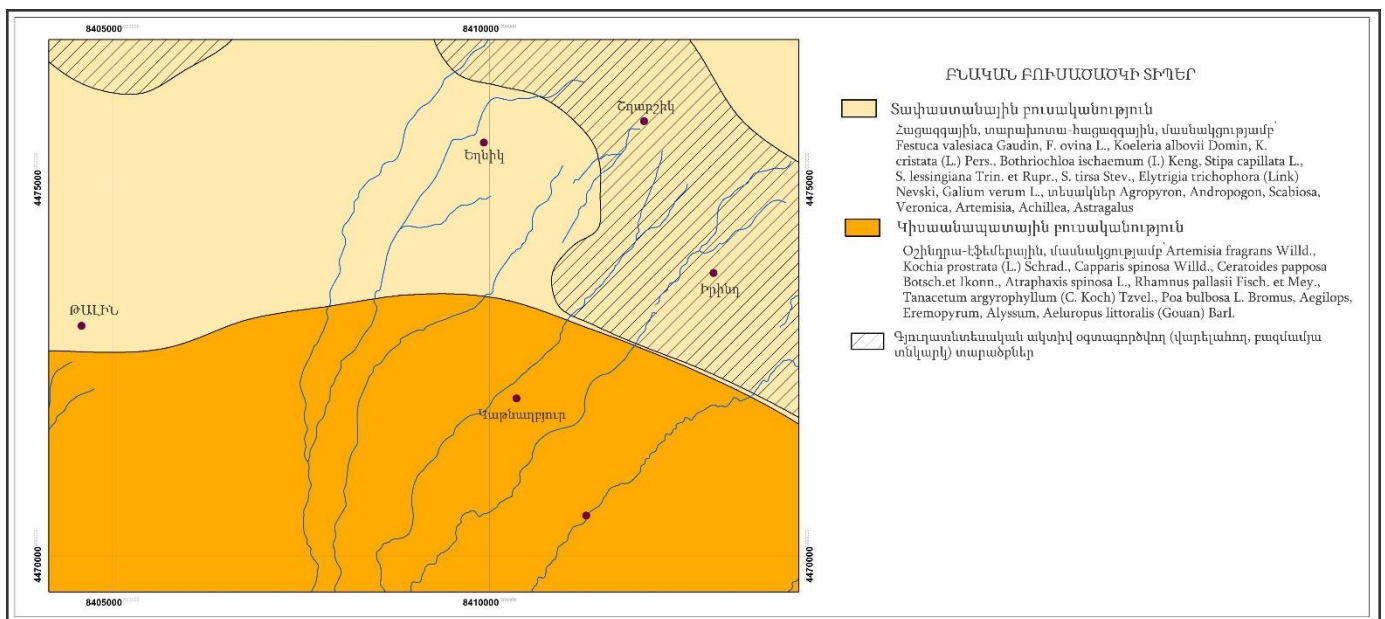 8405000
8410000
ԲՆԱԿԱՆ ԲՈՒՍԱԾԱԾԿԻ ՏԻՊԵՐ
Տափաստանային բուսականություն
Հացազգային, տարախոտա-հացազգային, մասնակցությամբ՝
Festuca valesiaca Gaudin, F. ovina L., Koeleria albovii Domin, K.
cristata (L.) Pers., Bothriochloa ischaemum (I.) Keng, Stipa capillata L.,
S. lessingiana Trin. et Rupr., S. tirsa Stev., Elytrigia trichophora (Link)
Nevski, Galium verum L., տեսակներ Agropyron, Andropogon, Scabiosa,
Veronica, Artemisia, Achillea, Astragalus
Կիսաանապատային բուսականություն
Օշինդրա-էֆեմերային, մասնակցությամբ՝ Artemisia fragrans Willd.,
Kochia prostrata (L.) Schrad., Capparis spinosa Willd., Ceratoides papposa
Botsch.et Ikonn., Atraphaxis spinosa L., Rhamnus pallasii Fisch. et Mey.,
Tanacetum argyrophyllum (C. Koch) Tzvel., Poa bulbosa L. Bromus, Aegilops,
Eremopyrum, Alyssum, Aeluropus littoralis (Gouan) Barl.
Գյուղատնտեսական ակտիվ օգտագործվող (վարելահող, բազմամյա
տնկարկ) տարածքներ
Շղարշիկ
Եղնիկ
4475000
4475000
Իրինդ
ԹԱԼԻՆ
Կաթնաղբյուր
4470000
4470000
8405000
8410000